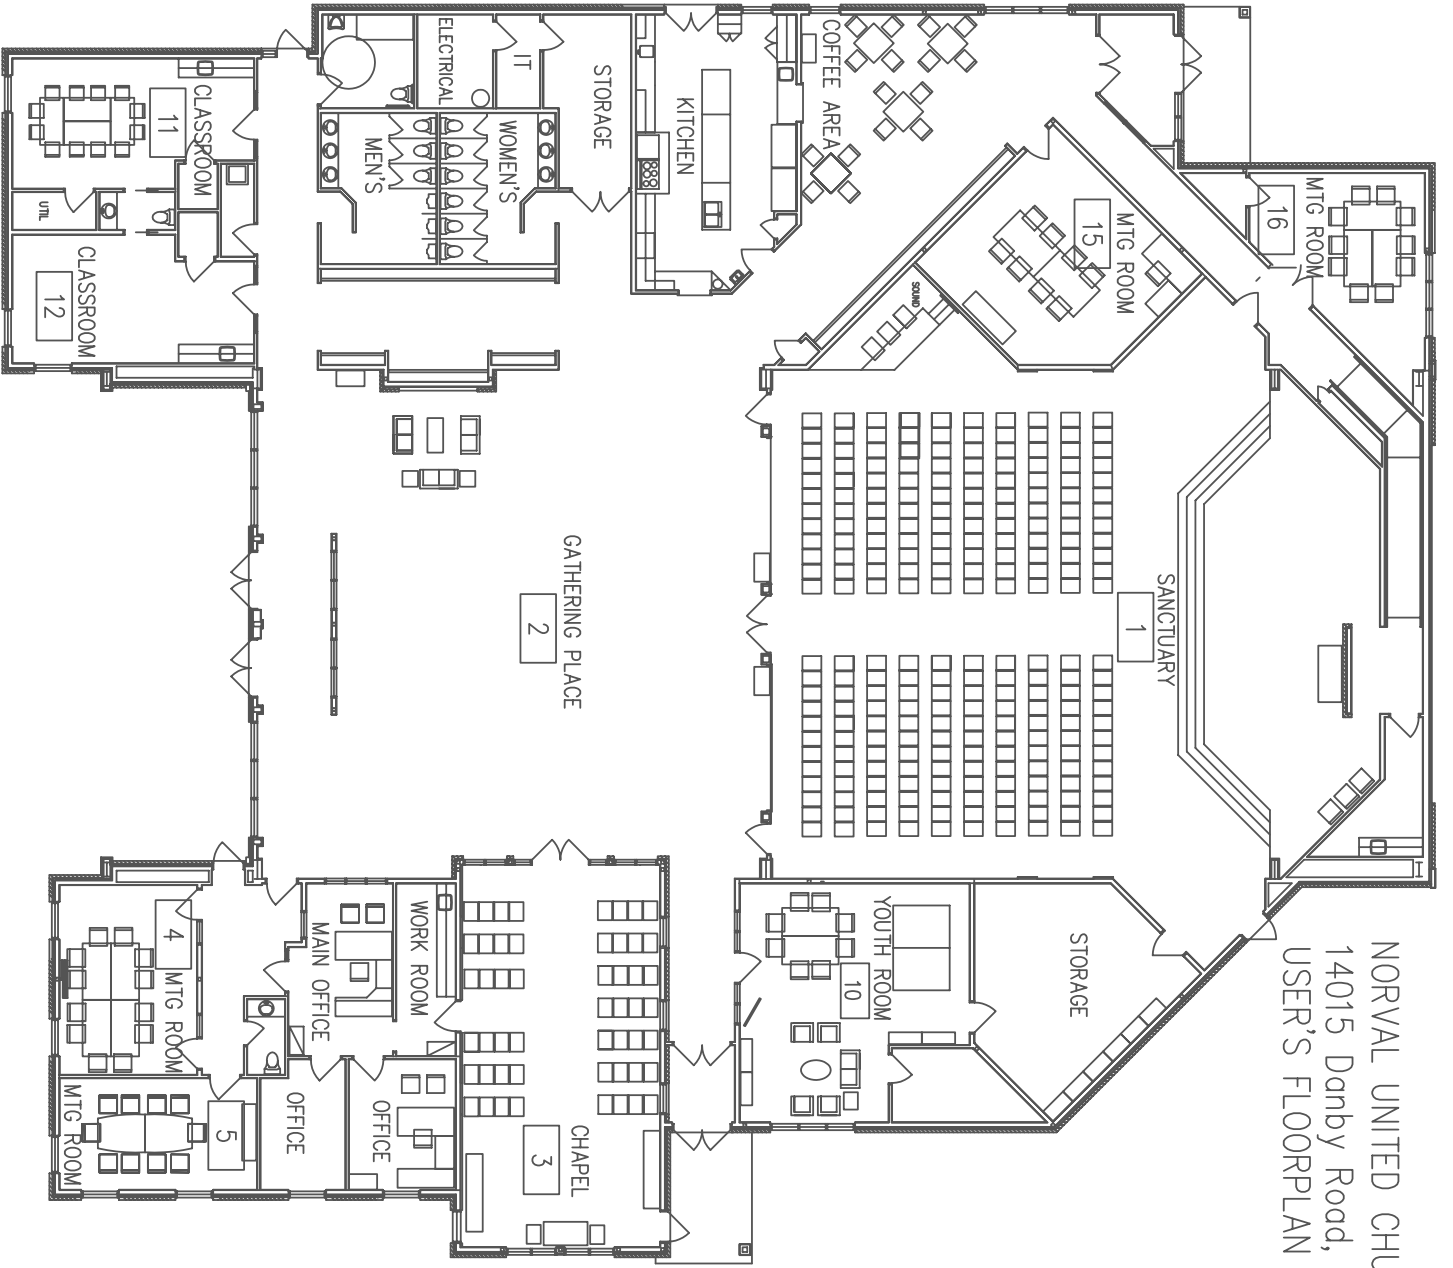 NORVAL UNITED CHU
14015 Danby Road,
USER'S FLOORPLAN
MTG ROOM
16
MTG ROOM
15
SOUND
SANCTUARY
1
COFFEE AREA
KITCHEN
STORAGE
IT
ELECTRICAL
WOMEN'S
MEN'S
CLASSROOM
11
UTIL
CLASSROOM
12
GATHERING PLACE
2
STORAGE
YOUTH ROOM
10
CHAPEL
3
WORK ROOM
MAIN OFFICE
OFFICE
OFFICE
4
MTG ROOM
5
MTG ROOM